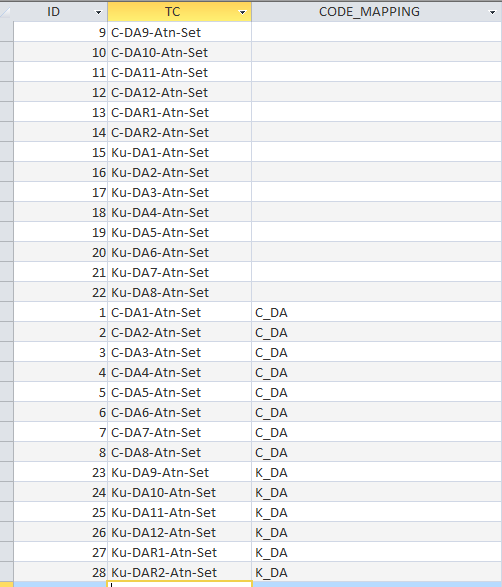 ID TC CODE_MAPPING
9 C-DA9-Atn-Set
10 C-DA10-Atn-Set
11 C-DA11-Atn-Set
12 C-DA12-Atn-Set
13 C-DAR1-Atn-Set
14 C-DAR2-Atn-Set
15 Ku-DA1-Atn-Set
16 Ku-DA2-Atn-Set
17 Ku-DA3-Atn-Set
18 Ku-DA4-Atn-Set
19 Ku-DA5-Atn-Set
20 Ku-DA6-Atn-Set
21 Ku-DA7-Atn-Set
22 Ku-DA8-Atn-Set
1 C-DA1-Atn-Set C_DA
2 C-DA2-Atn-Set C_DA
3 C-DA3-Atn-Set C_DA
4 C-DA4-Atn-Set C_DA
5 C-DA5-Atn-Set C_DA
6 C-DA6-Atn-Set C_DA
7 C-DA7-Atn-Set C_DA
8 C-DA8-Atn-Set C_DA
23 Ku-DA9-Atn-Set K_DA
24 Ku-DA10-Atn-Set K_DA
25 Ku-DA11-Atn-Set K_DA
26 Ku-DA12-Atn-Set K_DA
27 Ku-DAR1-Atn-Set K_DA
28 Ku-DAR2-Atn-Set K_DA